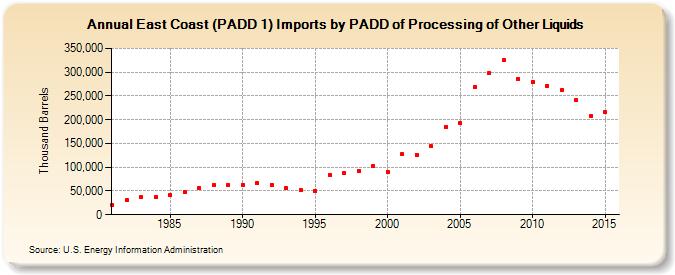 Annual East Coast (PADD 1) Imports by PADD of Processing of Other Liquids
Thousand Barrels
350,000
300,000
250,000
200,000
150,000
100,000
50,000
0
1985 1990 1995 2000 2005 2010 2015
Source: U.S. Energy Information Administration